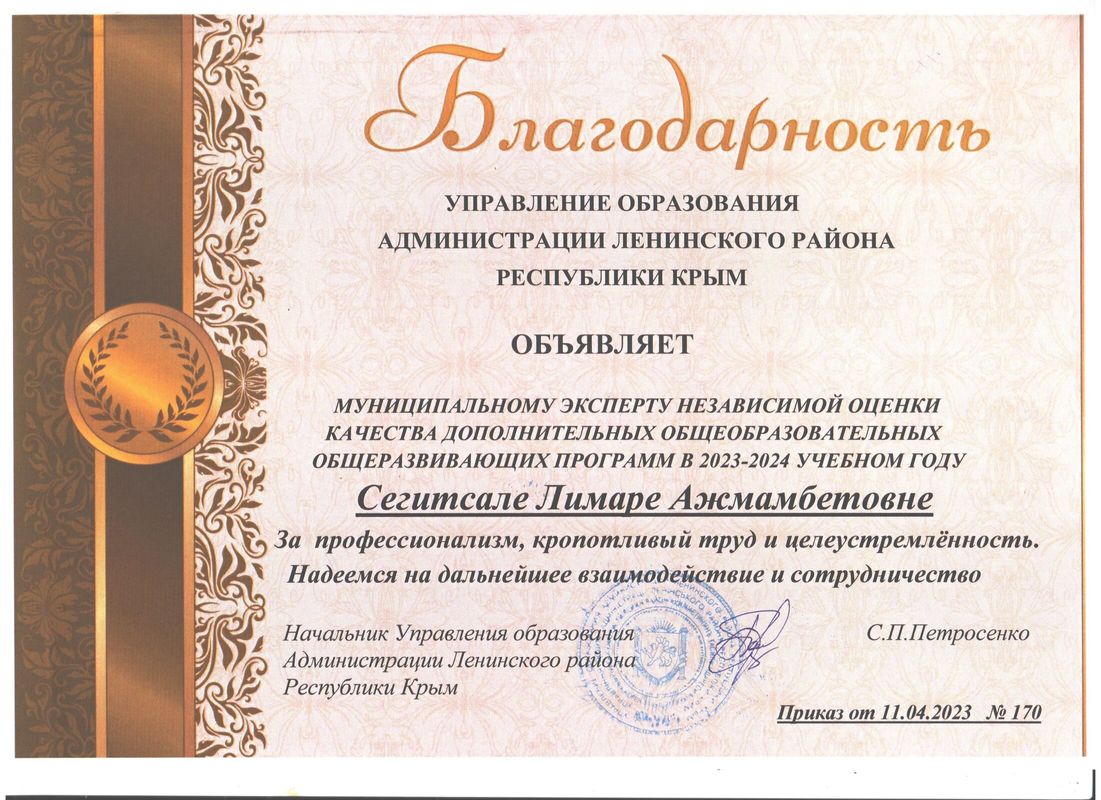 Благодарность
УПРАВЛЕНИЕ ОБРАЗОВАНИЯ
АДМИНИСТРАЦИИ ЛЕНИНСКОГО РАЙОНА
РЕСПУБЛИКИ КРЫМ
ОБЪЯВЛЯЕТ
МУНИЦИПАЛЬНОМУ ЭКСПЕРТУ НЕЗАВИСИМОЙ ОЦЕНКИ
КАЧЕСТВА ДОПОЛНИТЕЛЬНЫХ ОБЩЕОБРАЗОВАТЕЛЬНЫХ
ОБЩЕРАЗВИВАЮЩИХ ПРОГРАММ В 2023-2024 УЧЕБНОМ ГОДУ
Сегитсале Лимаре Ажмамбетовне
За профессионализм, кропотливый труд и целеустремлённость.
Надеемся на дальнейшее взаимодействие и сотрудничество
Начальник Управления образования С.П.Петросенко
Администрации Ленинского района
Республики Крым
Приказ от 11.04.2023 № 170